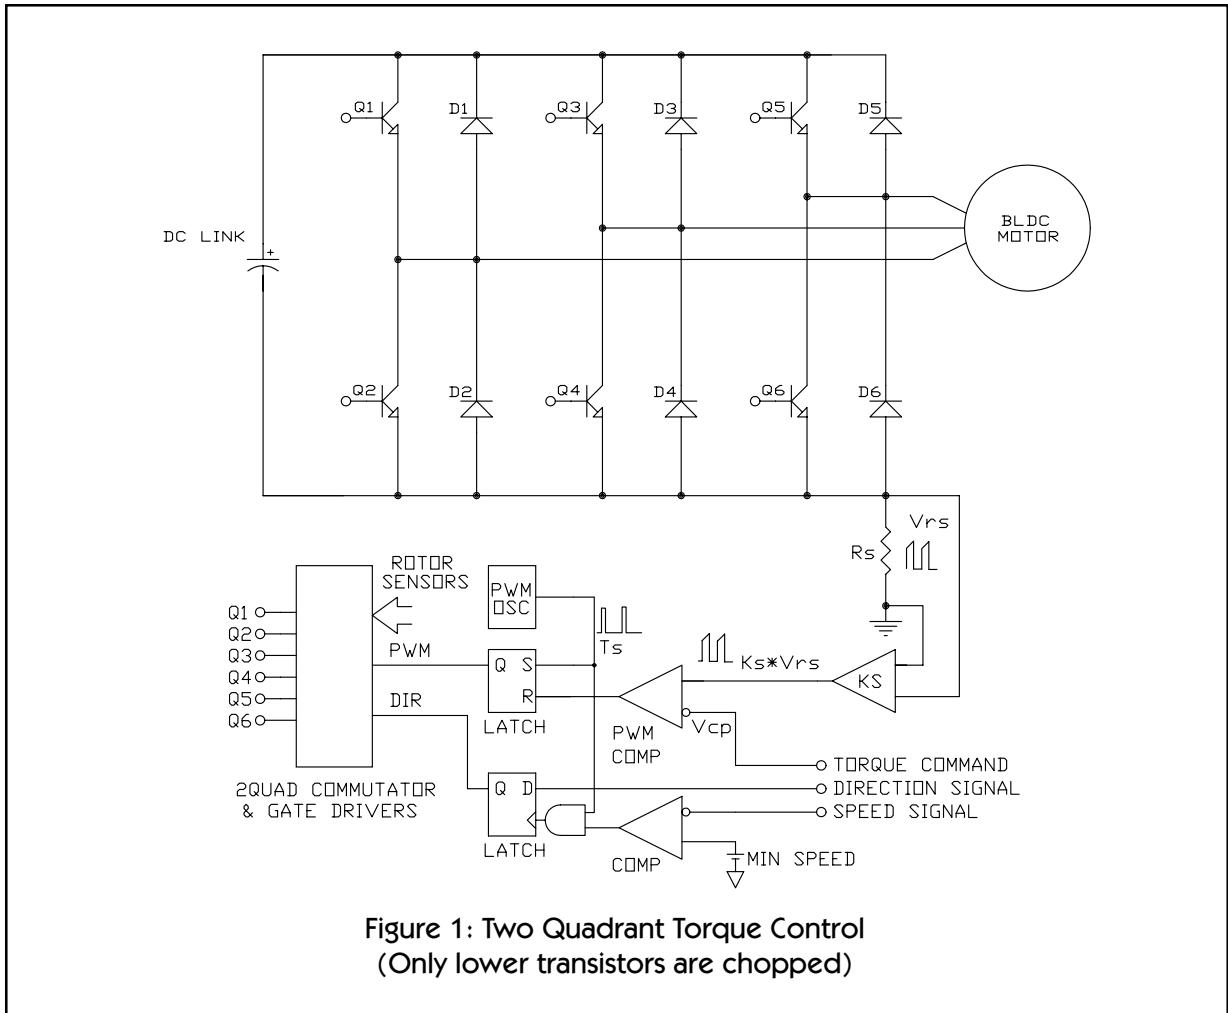 Q1
D1
Q3
D3
Q5
D5
BLDC
MOTOR
DC LINK
+
Q2
D2
Q4
D4
Q6
D6
Vrs
Rs
ROTOR
SENSORS
PWM
OSC
Ts
Q1
Q2
Q3
Q4
Q5
Q6
PWM
DIR
Q S
R
LATCH
Ks*Vrs
KS
Vcp
PWM
COMP
TORQUE COMMAND
DIRECTION SIGNAL
SPEED SIGNAL
2QUAD COMMUTATOR
& GATE DRIVERS
Q D
LATCH
COMP
MIN SPEED
Figure 1: Two Quadrant Torque Control
(Only lower transistors are chopped)